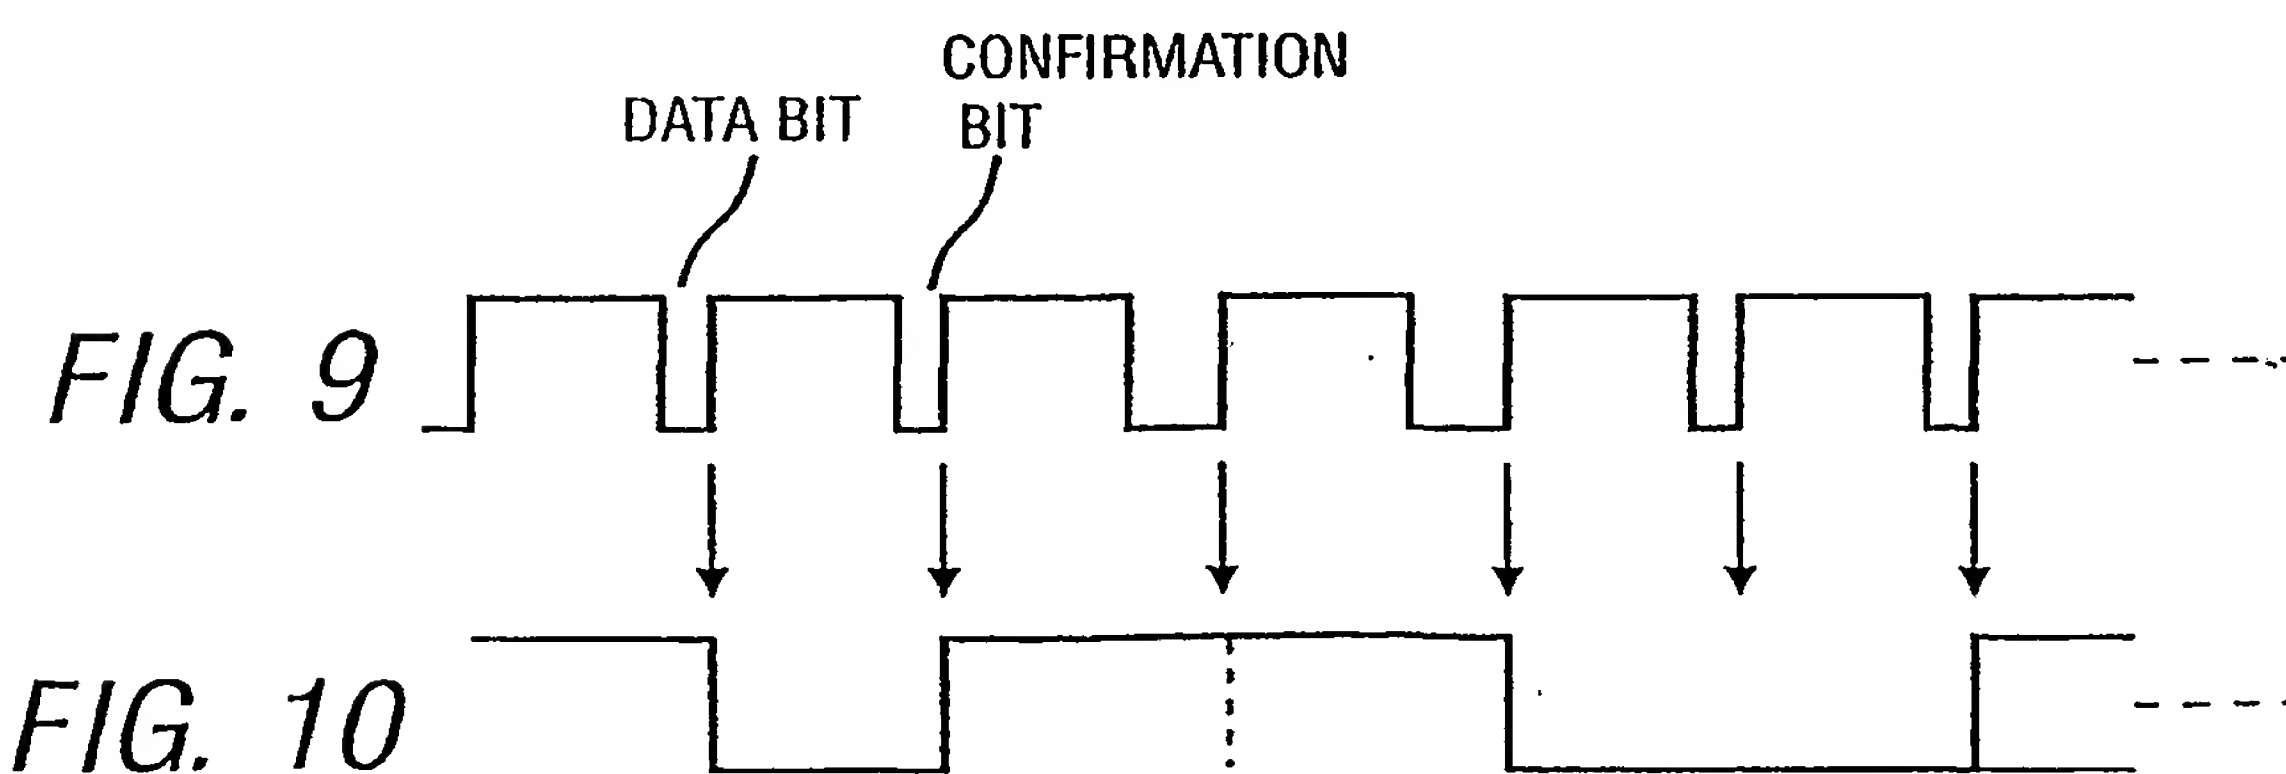 CONFIRMATION
BIT
DATA BIT
FIG. 9
FIG. 10